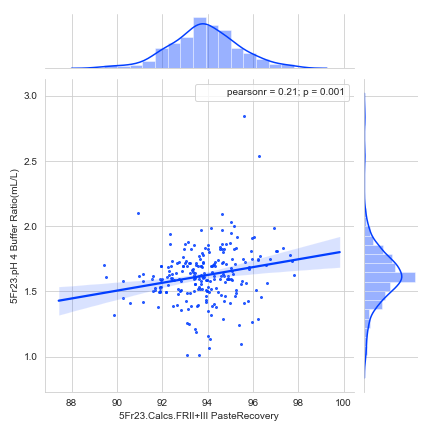 pearsonr = 0.21; p = 0.001
3.0
2.5
2.0
1.5
1.0
5Fr23.pH 4 Buffer Ratio(mL/L)
88 90 92 94 96 98 100
5Fr23.Calcs.FRII+III PasteRecovery